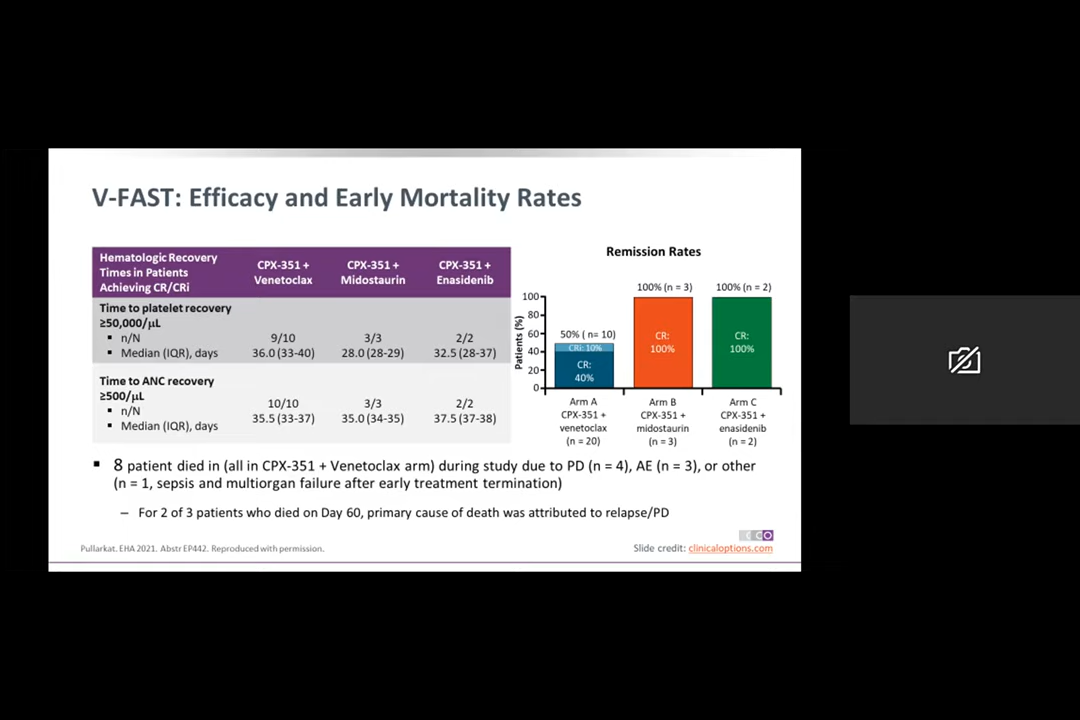 V-FAST: Efficacy and Early Mortality Rates
Hematologic Recovery
Times in Patients
Achieving CR/CRi
CPX-351 +
Venetoclax
CPX-351 +
Midostaurin
CPX-351 +
Enasidenib
Time to platelet recovery
≥50,000/µL
▪ n/N 9/10 3/3 2/2
▪ Median (IQR), days 36.0 (33-40) 28.0 (28-29) 32.5 (28-37)
Time to ANC recovery
≥500/µL
▪ n/N 10/10 3/3 2/2
▪ Median (IQR), days 35.5 (33-37) 35.0 (34-35) 37.5 (37-38)
Remission Rates
Patients (%)
100
80
60
40
20
0
50% ( n= 10)
CRi: 10%
CR:
40%
100% (n = 3)
CR:
100%
100% (n = 2)
CR:
100%
Arm A
CPX-351 +
venetoclax
(n = 20)
Arm B
CPX-351 +
midostaurin
(n = 3)
Arm C
CPX-351 +
enasidenib
(n = 2)
▪ 8 patient died in (all in CPX-351 + Venetoclax arm) during study due to PD (n = 4), AE (n = 3), or other
(n = 1, sepsis and multiorgan failure after early treatment termination)
– For 2 of 3 patients who died on Day 60, primary cause of death was attributed to relapse/PD
CCO
Pullarkat. EHA 2021. Abstr EP442. Reproduced with permission.
Slide credit: clinicaloptions.com